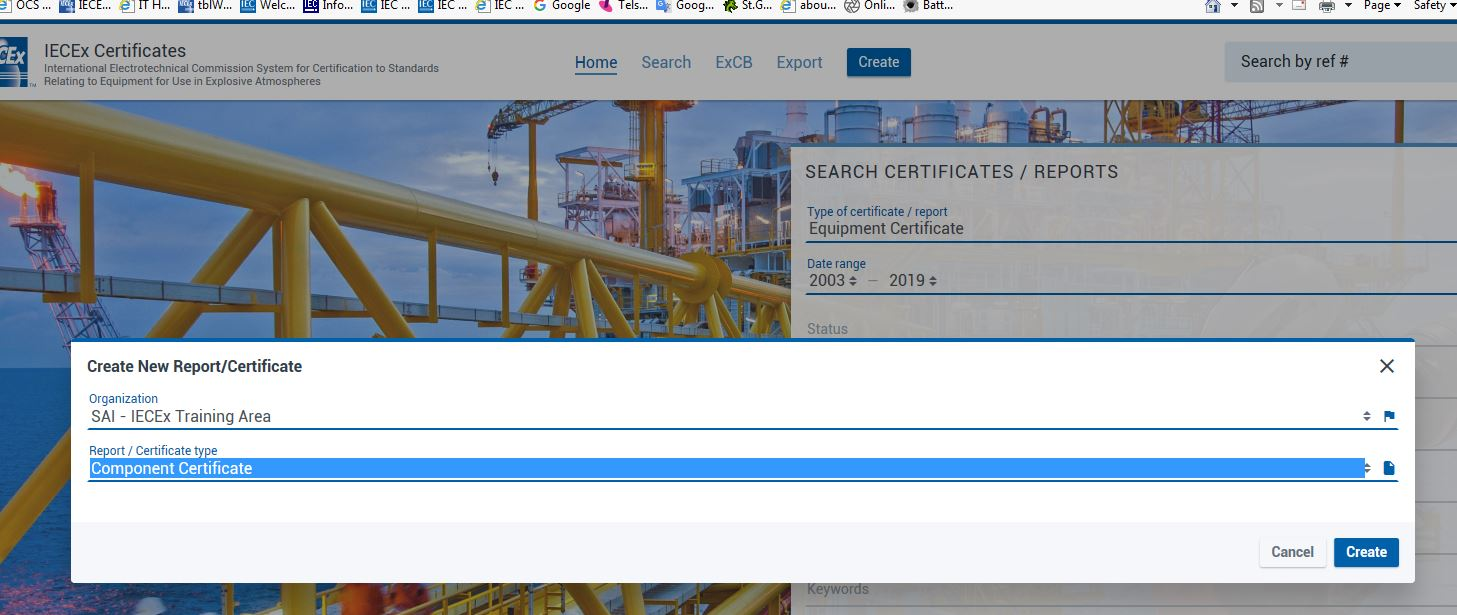 OCS ... IECE... IT H... tblW... Welc... Info... IEC ... IEC ... IEC ... Google Tels... Goog... St.G... abou... Onli... Batt... Page Safety
CEx
TM
IECEx Certificates
International Electrotechnical Commission System for Certification to Standards
Relating to Equipment for Use in Explosive Atmospheres
Home Search ExCB Export Create
Search by ref #
SEARCH CERTIFICATES / REPORTS
Type of certificate / report
Equipment Certificate
Date range
2003 – 2019
Status
Create New Report/Certificate
Organization
SAI - IECEx Training Area
Report / Certificate type
Component Certificate
Cancel Create
Keywords